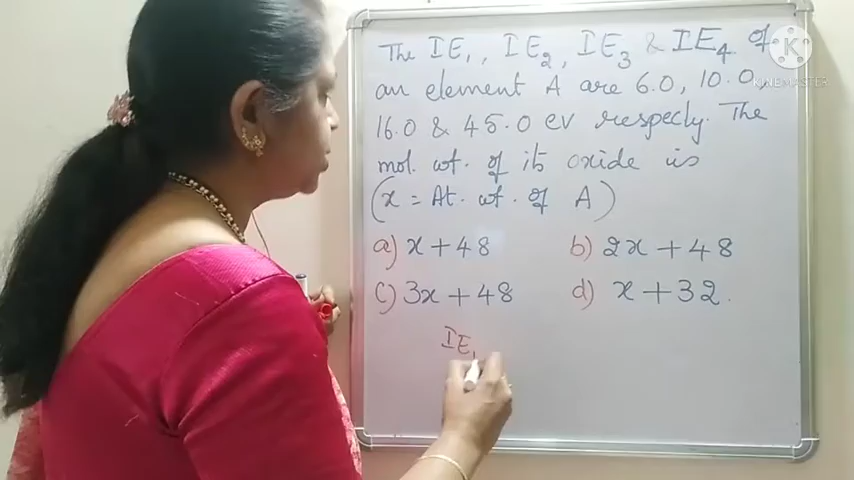 The IE₁, IE₂, IE₃ & IE₄ of
an element A are 6.0, 10.0,
16.0 & 45.0 ev respecly. The
mol. wt. of its oxide is
(x = At. wt. of A)
a) x + 48 b) 2x + 48
c) 3x + 48 d) x + 32.
IE₁
K
KINEMASTER